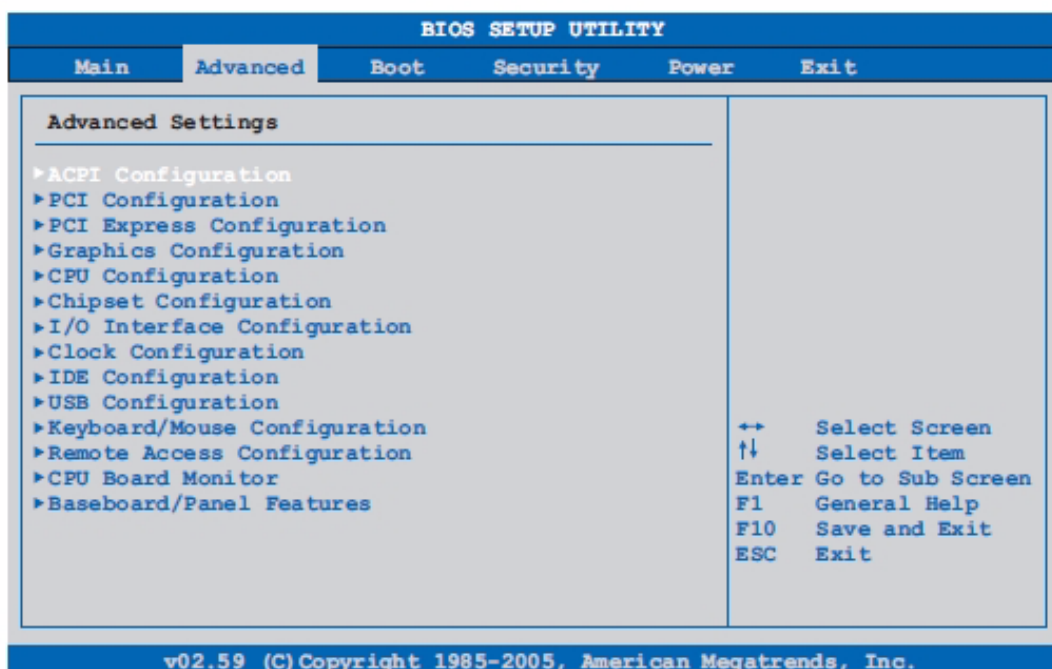 BIOS SETUP UTILITY
Main Advanced Boot Security Power Exit
Advanced Settings
▶ACPI Configuration
▶PCI Configuration
▶PCI Express Configuration
▶Graphics Configuration
▶CPU Configuration
▶Chipset Configuration
▶I/O Interface Configuration
▶Clock Configuration
▶IDE Configuration
▶USB Configuration
▶Keyboard/Mouse Configuration
▶Remote Access Configuration
▶CPU Board Monitor
▶Baseboard/Panel Features
↔ Select Screen
↑↓ Select Item
Enter Go to Sub Screen
F1 General Help
F10 Save and Exit
ESC Exit
v02.59 (C)Copyright 1985-2005, American Megatrends, Inc.